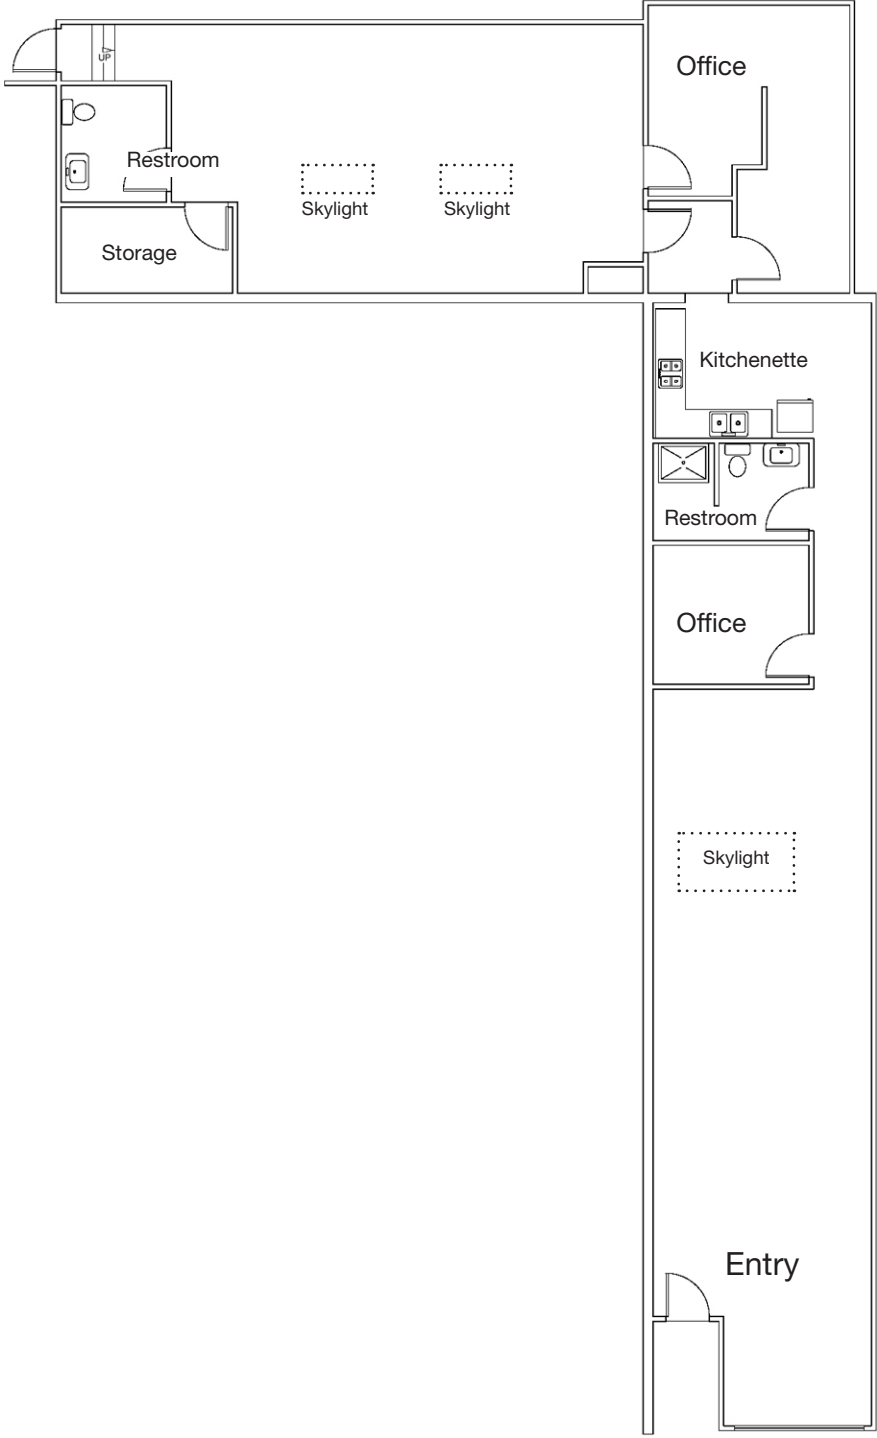 UP
Office
Restroom
Skylight
Skylight
Storage
Kitchenette
Restroom
Office
Skylight
Entry